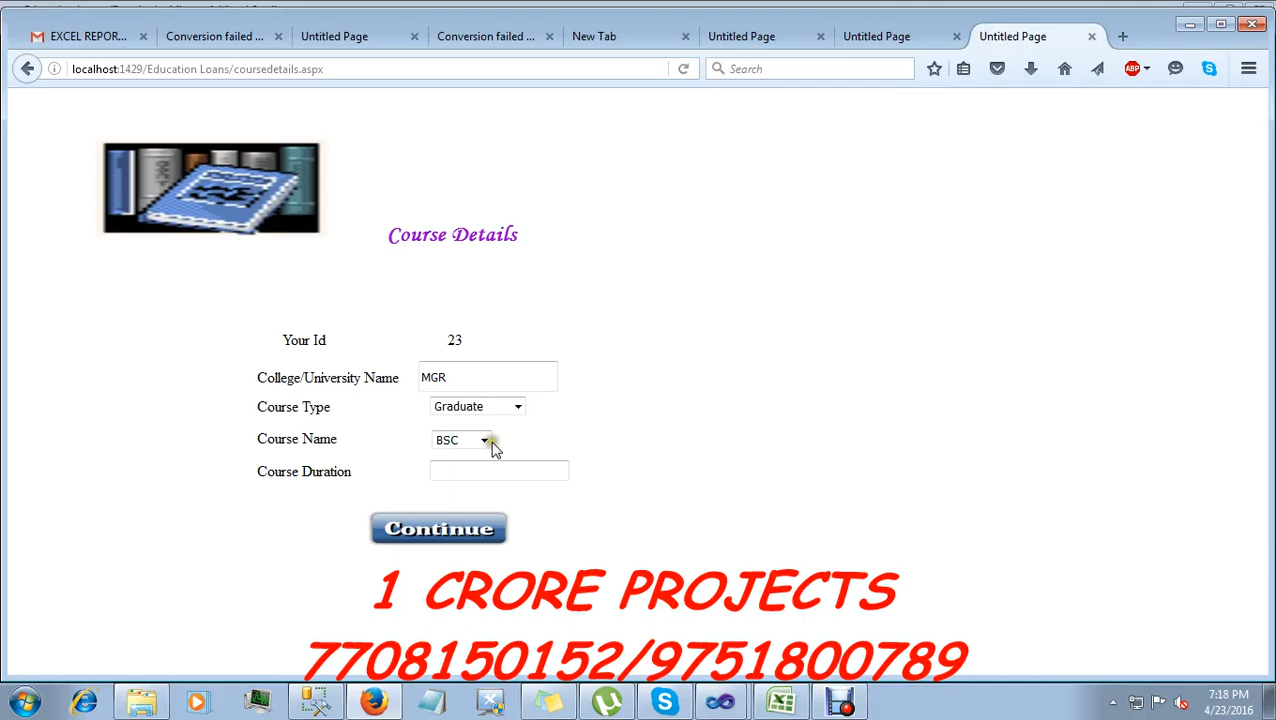 EXCEL REPOR...
Conversion failed ...
Untitled Page
Conversion failed ...
New Tab
Untitled Page
Untitled Page
Untitled Page
localhost:1429/Education Loans/coursedetails.aspx
Search
ABP
Course Details
Your Id 23
College/University Name MGR
Course Type Graduate
Course Name BSC
Course Duration
Continue
1 CRORE PROJECTS
7708150152/9751800789
7:18 PM
4/23/2016